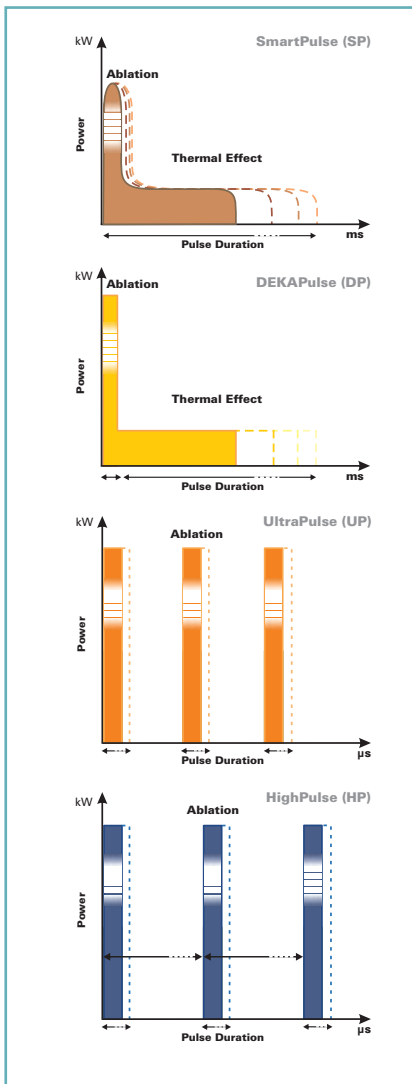 kW
SmartPulse (SP)
Ablation
Power
Thermal Effect
ms
Pulse Duration
kW
DEKAPulse (DP)
Ablation
Power
Thermal Effect
ms
Pulse Duration
kW
UltraPulse (UP)
Ablation
Power
µs
Pulse Duration
kW
HighPulse (HP)
Ablation
Power
µs
Pulse Duration